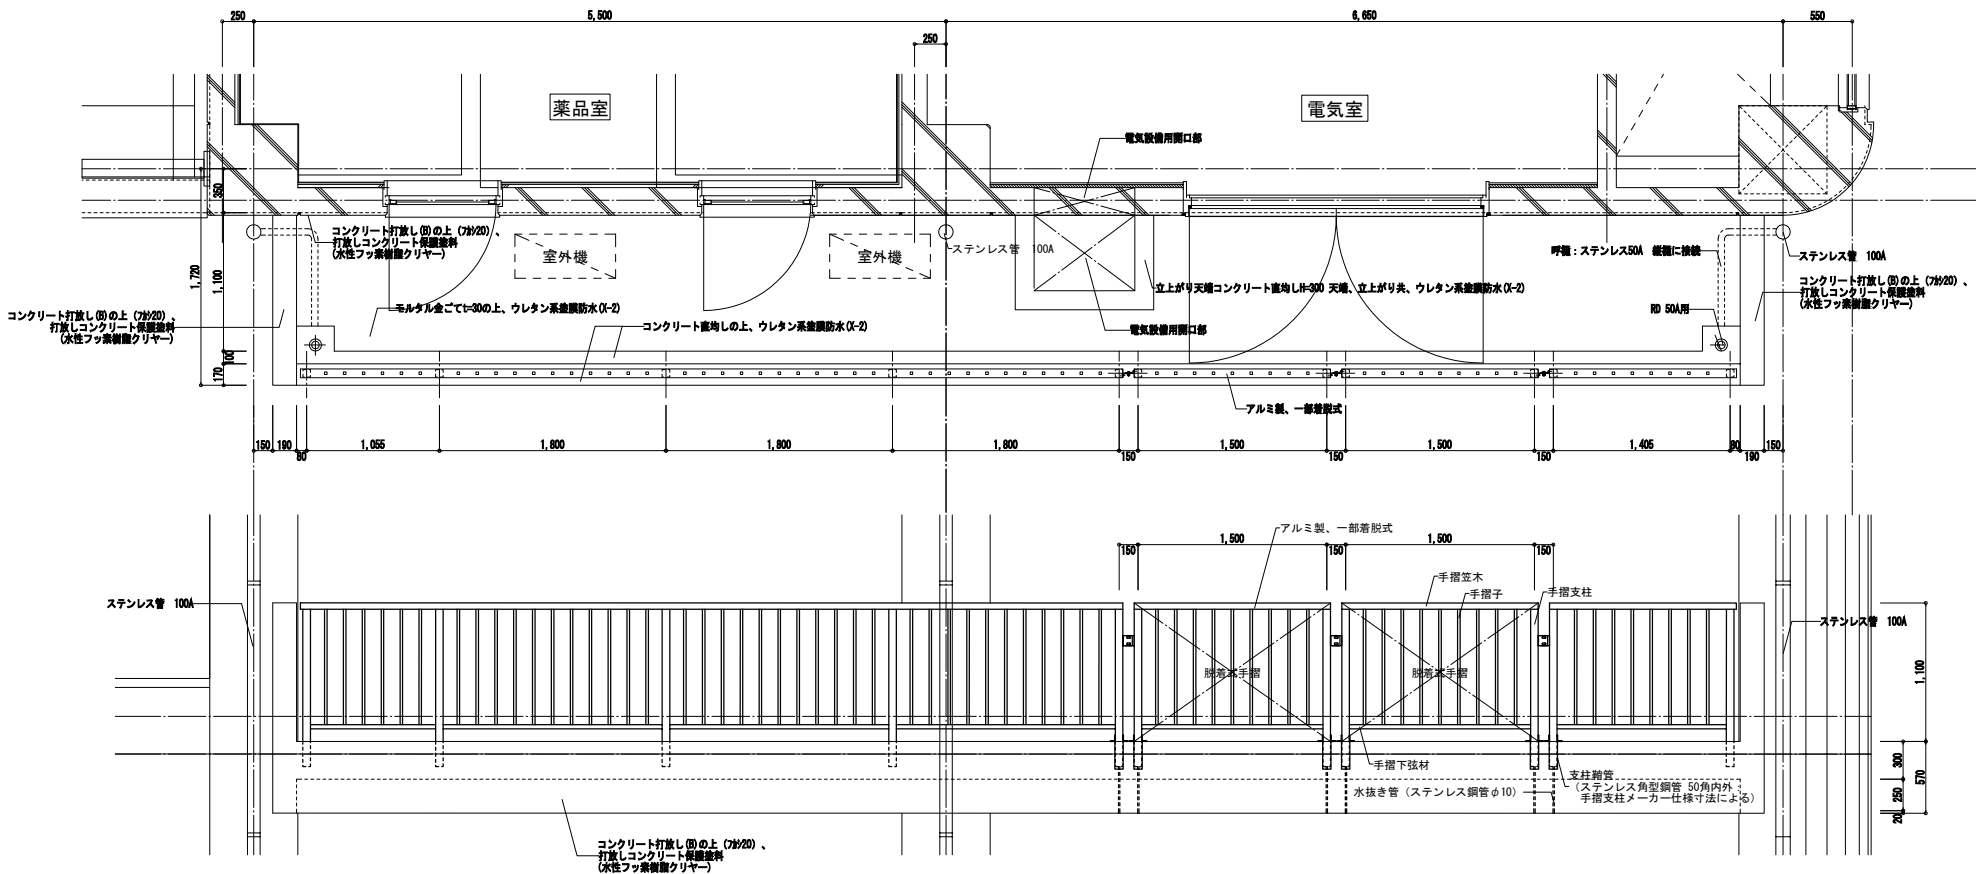 250
5,500
6,650
550
250
薬品室
電気室
電気設備用開口部
350
1,720
1,100
100
170
コンクリート打放し(B)の上 (フカシ20)、
打放しコンクリート保護塗料
(水性フッ素樹脂クリヤー)
室外機
室外機
ステンレス管 100A
呼樋：ステンレス50A 縦樋に接続
ステンレス管 100A
コンクリート打放し(B)の上 (フカシ20)、
打放しコンクリート保護塗料
(水性フッ素樹脂クリヤー)
立上がり天端コンクリート直均しH=300 天端、立上がり共、ウレタン系塗膜防水(X-2)
RD 50A用
コンクリート打放し(B)の上 (フカシ20)、
打放しコンクリート保護塗料
(水性フッ素樹脂クリヤー)
モルタル金ごてt=30の上、ウレタン系塗膜防水(X-2)
コンクリート直均しの上、ウレタン系塗膜防水(X-2)
電気設備用開口部
アルミ製、一部着脱式
150 190 80 1,055 1,800 1,800 1,800 150 1,500 150 1,500 150 1,405 80 190 150
アルミ製、一部着脱式
150 1,500 150 1,500 150
手摺笠木
手摺子
手摺支柱
ステンレス管 100A
ステンレス管 100A
脱着式手摺
脱着式手摺
1,100
手摺下弦材
支柱鞘管
(ステンレス角型鋼管 50角内外
手摺支柱メーカー仕様寸法による)
水抜き管 (ステンレス鋼管φ10)
300
570
250
20
コンクリート打放し(B)の上 (フカシ20)、
打放しコンクリート保護塗料
(水性フッ素樹脂クリヤー)